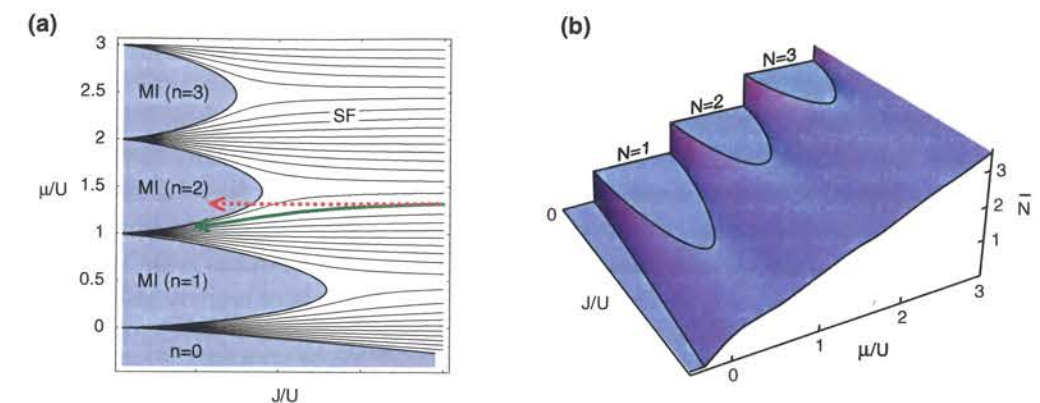 (a)
3
MI (n=3)
2.5
SF
2
μ/U
MI (n=2)
1.5
1
MI (n=1)
0.5
0
n=0
J/U
(b)
N=3
N=2
N=1
0
3
2
1
N̅
J/U
0
1
2
3
μ/U